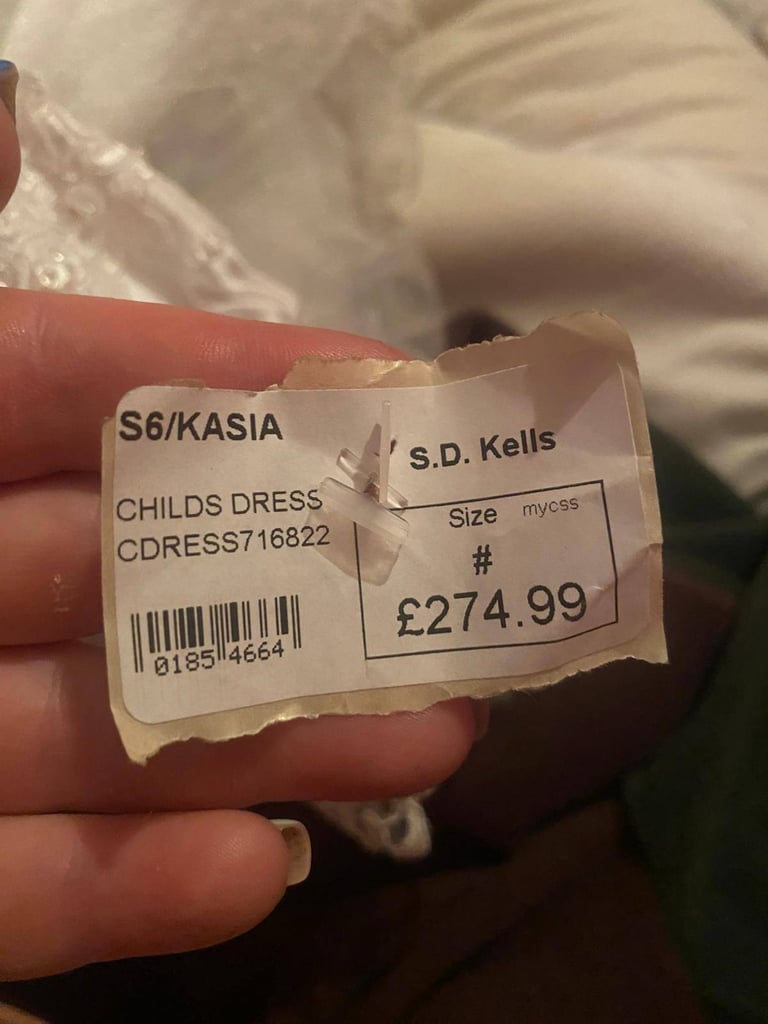 S6/KASIA
CHILDS DRESS
CDRESS716822
0185 4664
S.D. Kells
Size mycss
#
£274.99